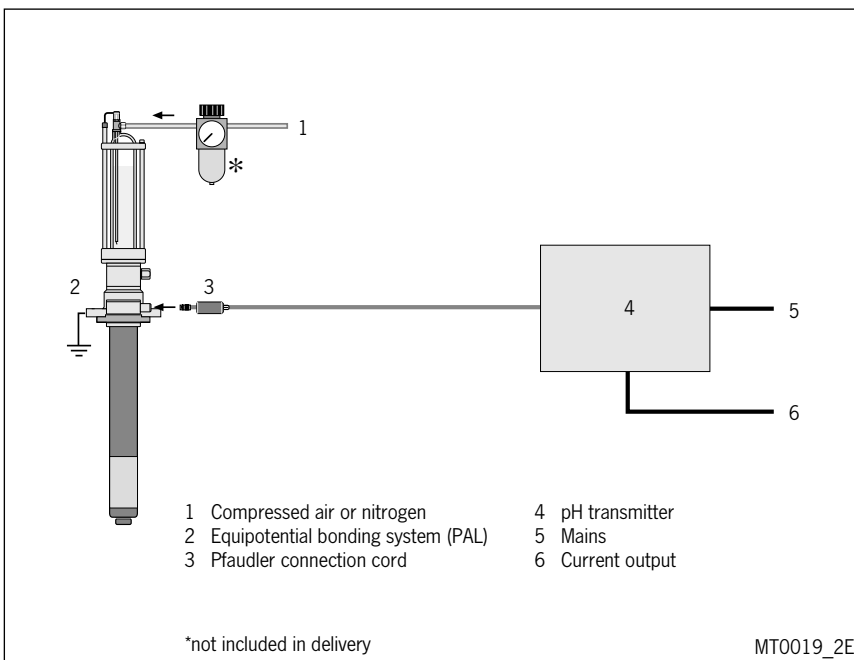 1
*
2
3
4
5
6
1 Compressed air or nitrogen
2 Equipotential bonding system (PAL)
3 Pfaudler connection cord
4 pH transmitter
5 Mains
6 Current output
*not included in delivery
MT0019_2E